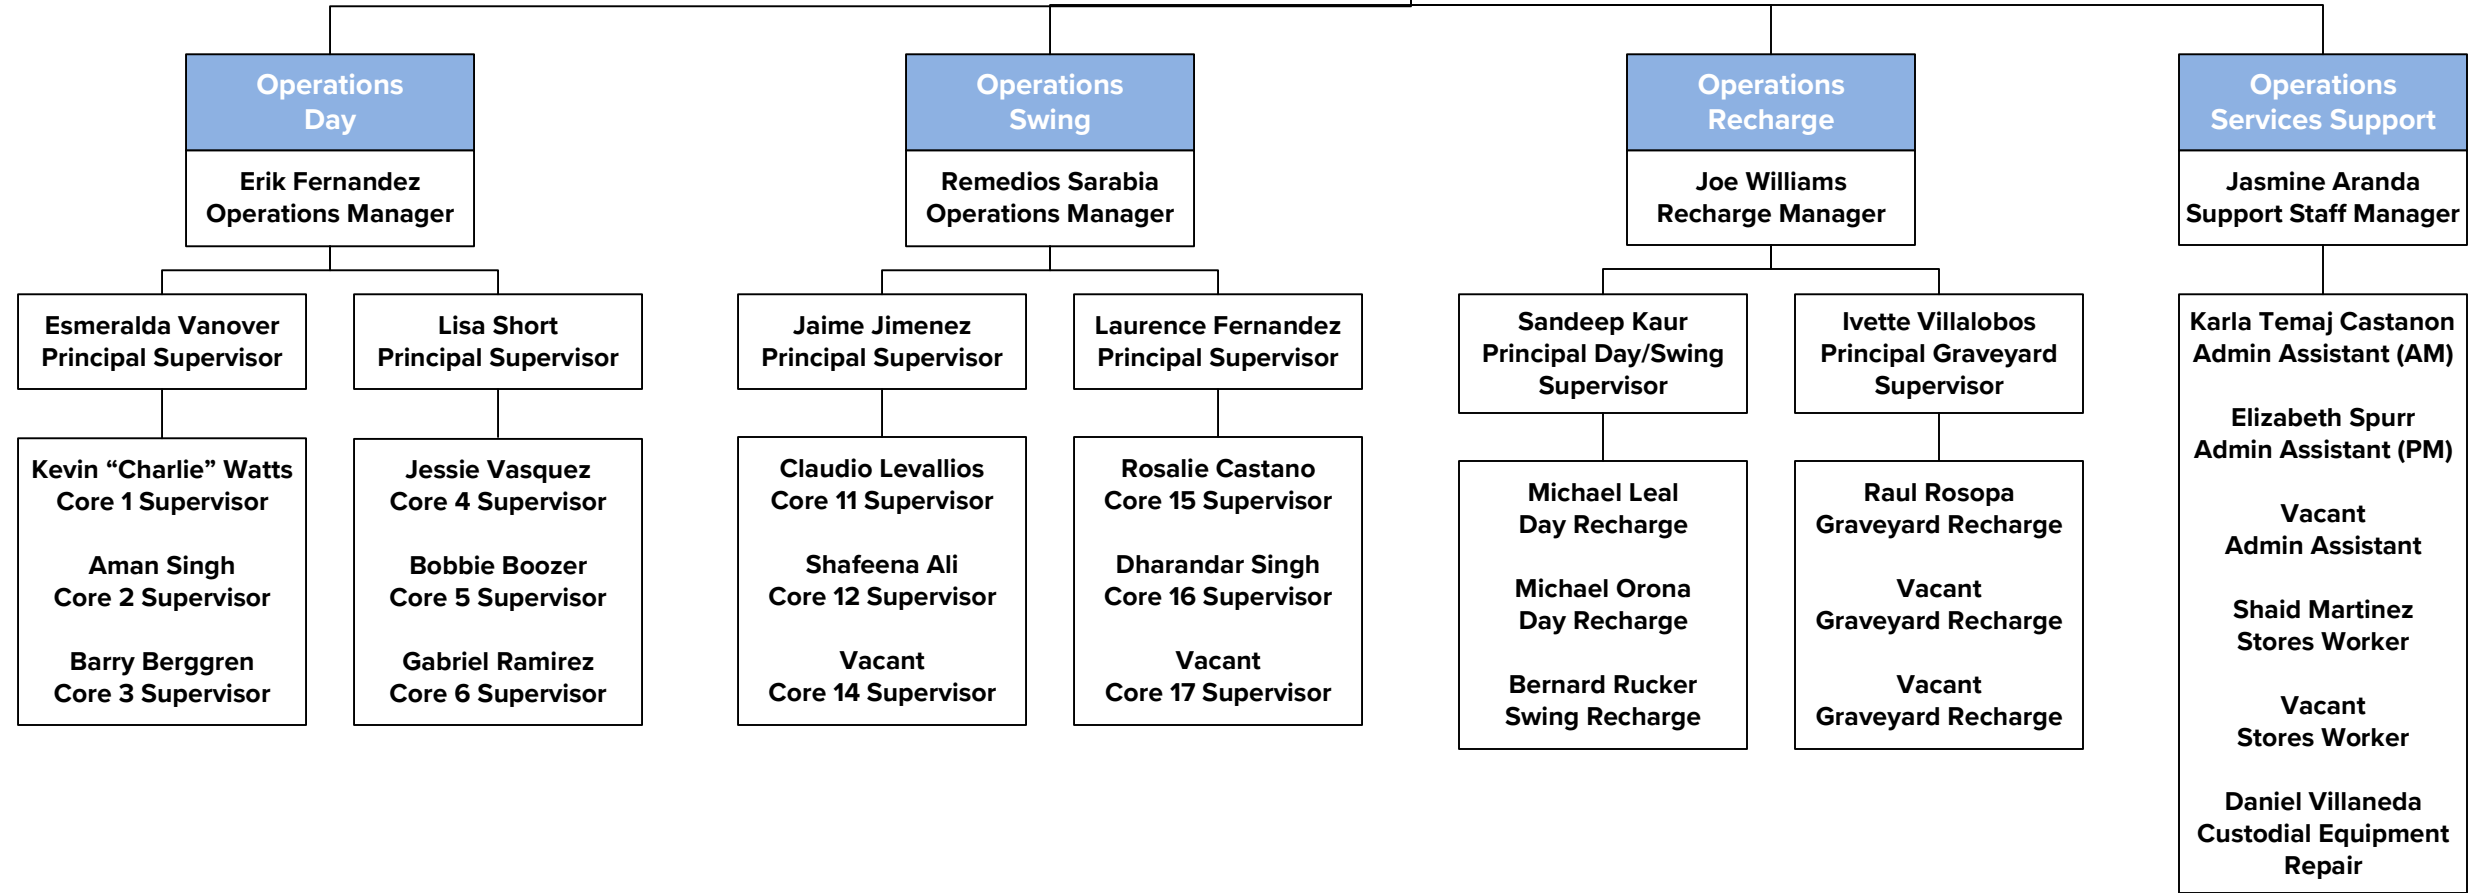 Operations
Day
Erik Fernandez
Operations Manager
Esmeralda Vanover
Principal Supervisor
Kevin “Charlie” Watts
Core 1 Supervisor
Aman Singh
Core 2 Supervisor
Barry Berggren
Core 3 Supervisor
Lisa Short
Principal Supervisor
Jessie Vasquez
Core 4 Supervisor
Bobbie Boozer
Core 5 Supervisor
Gabriel Ramirez
Core 6 Supervisor
Operations
Swing
Remedios Sarabia
Operations Manager
Jaime Jimenez
Principal Supervisor
Claudio Levallios
Core 11 Supervisor
Shafeena Ali
Core 12 Supervisor
Vacant
Core 14 Supervisor
Laurence Fernandez
Principal Supervisor
Rosalie Castano
Core 15 Supervisor
Dharandar Singh
Core 16 Supervisor
Vacant
Core 17 Supervisor
Operations
Recharge
Joe Williams
Recharge Manager
Sandeep Kaur
Principal Day/Swing
Supervisor
Michael Leal
Day Recharge
Michael Orona
Day Recharge
Bernard Rucker
Swing Recharge
Ivette Villalobos
Principal Graveyard
Supervisor
Raul Rosopa
Graveyard Recharge
Vacant
Graveyard Recharge
Vacant
Graveyard Recharge
Operations
Services Support
Jasmine Aranda
Support Staff Manager
Karla Temaj Castanon
Admin Assistant (AM)
Elizabeth Spurr
Admin Assistant (PM)
Vacant
Admin Assistant
Shaid Martinez
Stores Worker
Vacant
Stores Worker
Daniel Villaneda
Custodial Equipment
Repair